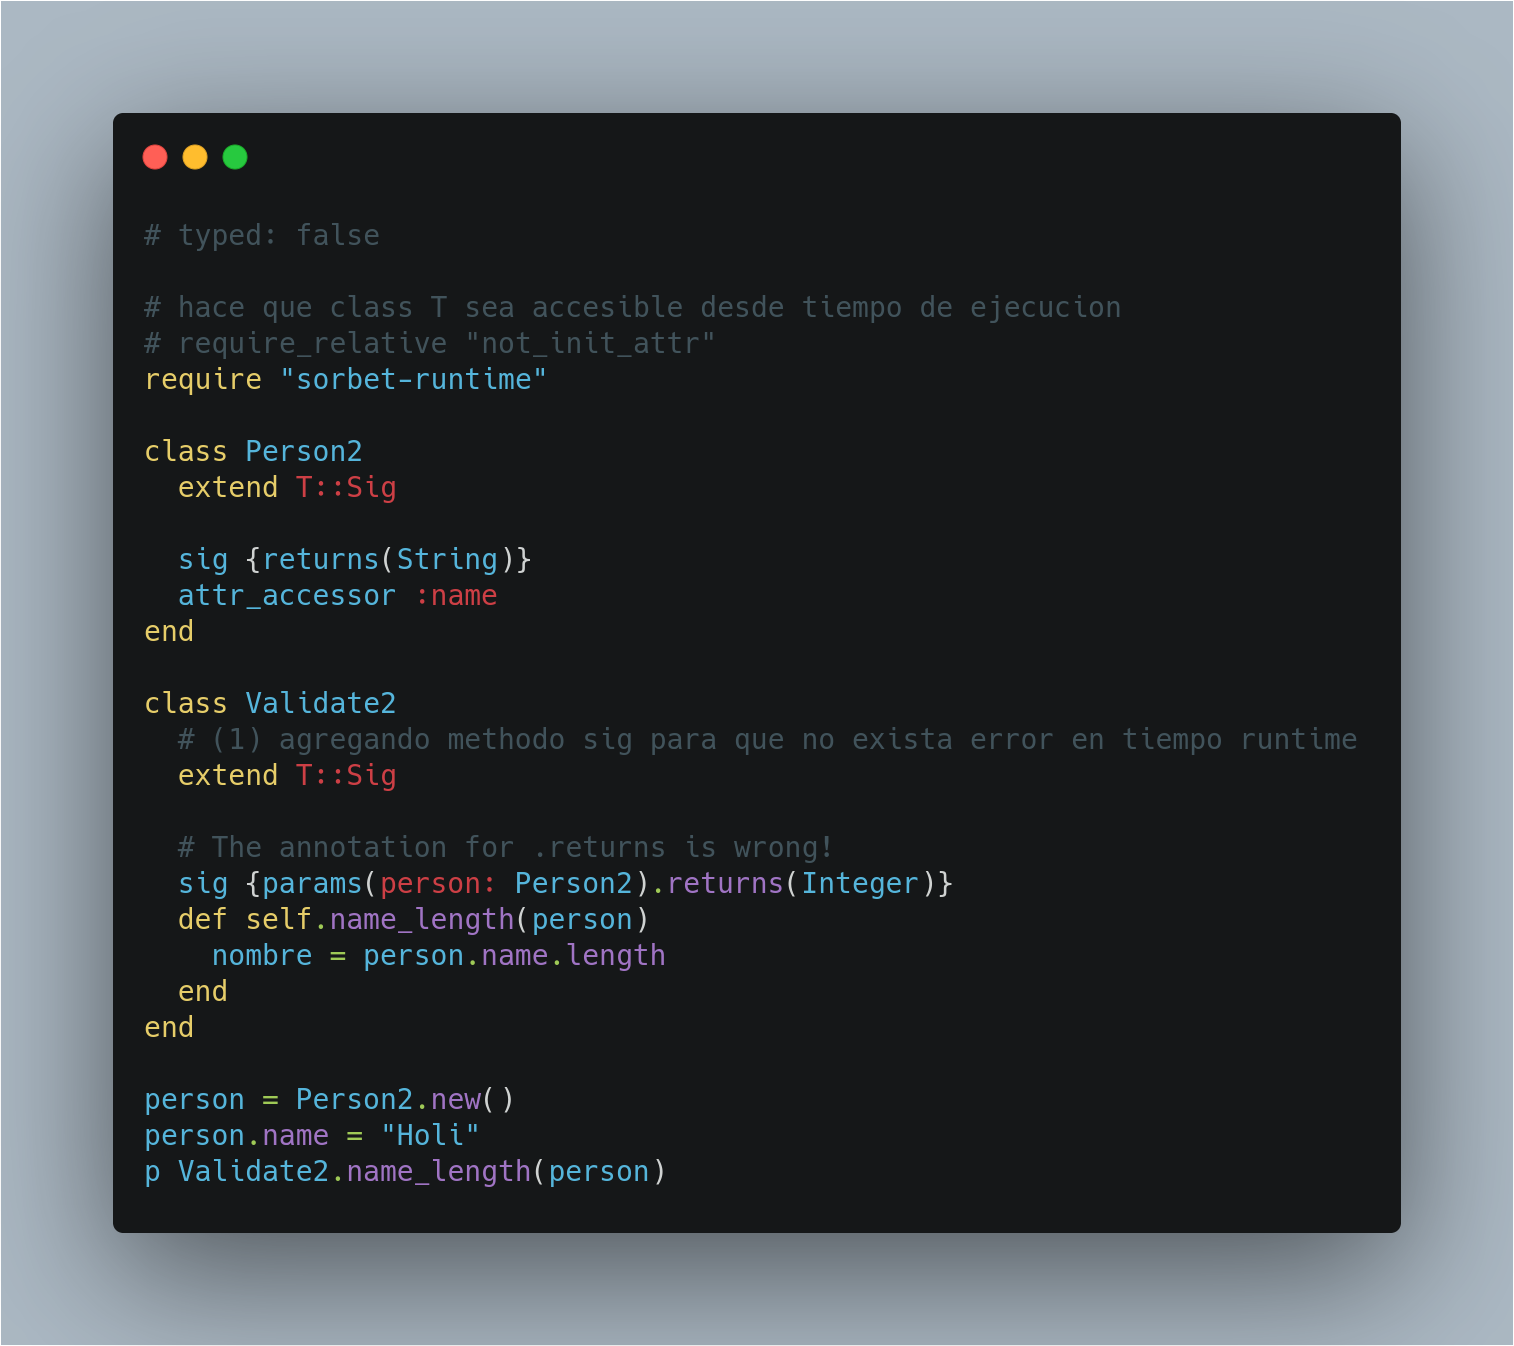 # typed: false
# hace que class T sea accesible desde tiempo de ejecucion
# require_relative "not_init_attr"
require "sorbet-runtime"
class Person2
  extend T::Sig
  sig {returns(String)}
  attr_accessor :name
end
class Validate2
  # (1) agregando methodo sig para que no exista error en tiempo runtime
  extend T::Sig
  # The annotation for .returns is wrong!
  sig {params(person: Person2).returns(Integer)}
  def self.name_length(person)
    nombre = person.name.length
  end
end
person = Person2.new()
person.name = "Holi"
p Validate2.name_length(person)